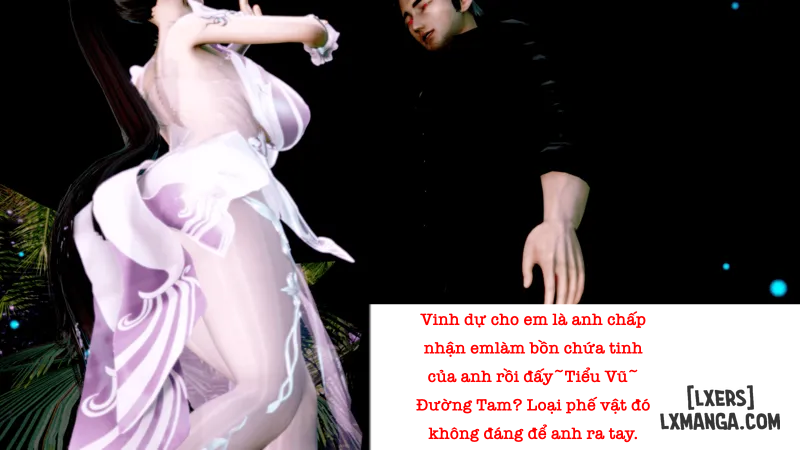 Vinh dự cho em là anh chấp
nhận emlàm bồn chứa tinh
của anh rồi đấy~Tiểu Vũ~
Đường Tam? Loại phế vật đó
không đáng để anh ra tay.
[LXERS]
LXMANGA.COM